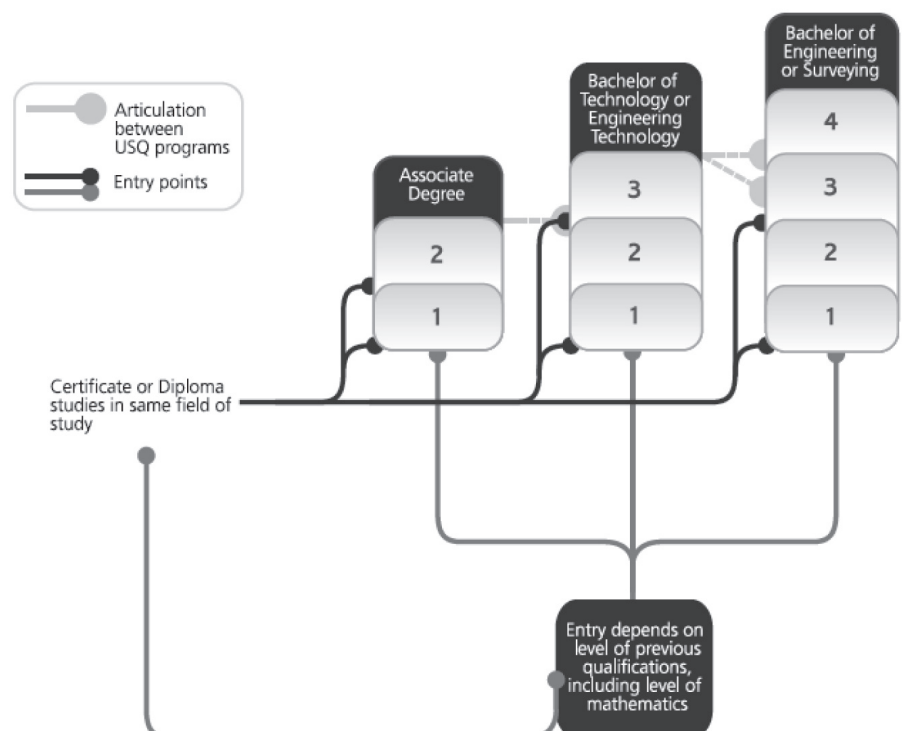 Articulation
between
USQ programs
Entry points
Associate
Degree
2
1
Bachelor of
Technology or
Engineering
Technology
3
2
1
Bachelor of
Engineering
or Surveying
4
3
2
1
Certificate or Diploma
studies in same field of
study
Entry depends on
level of previous
qualifications,
including level of
mathematics